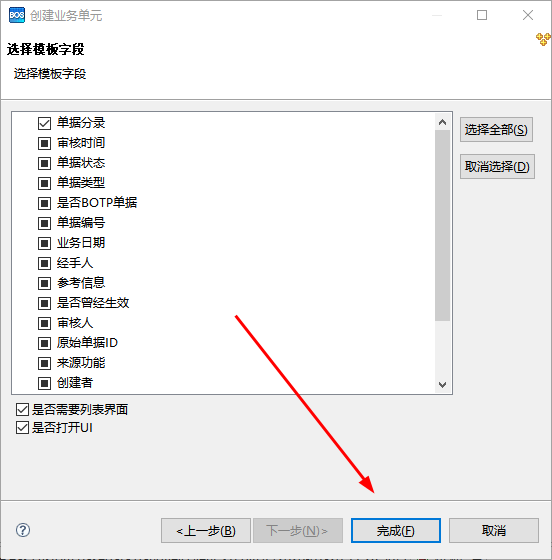 BOS 创建业务单元
选择模板字段
选择模板字段
单据分录
审核时间
单据状态
单据类型
是否BOTP单据
单据编号
业务日期
经手人
参考信息
是否曾经生效
审核人
原始单据ID
来源功能
创建者
选择全部(S)
取消选择(D)
是否需要列表界面
是否打开UI
?
<上一步(B)
下一步(N)>
完成(F)
取消